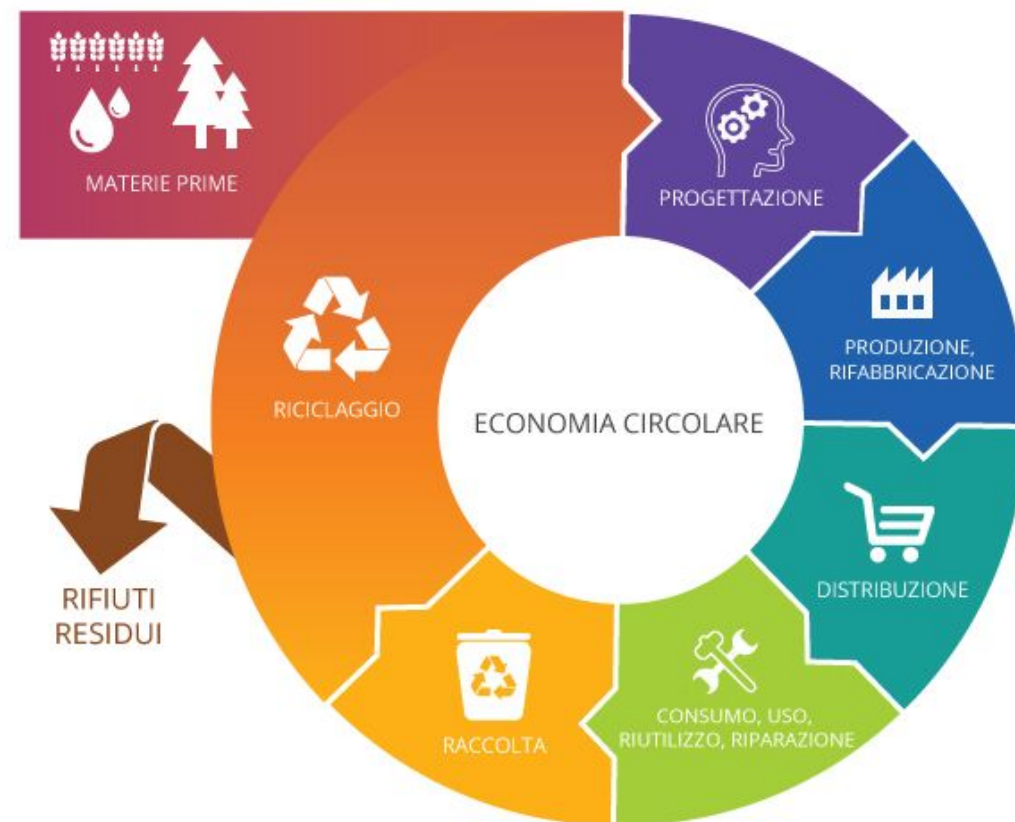 MATERIE PRIME
PROGETTAZIONE
PRODUZIONE,
RIFABBRICAZIONE
DISTRIBUZIONE
CONSUMO, USO,
RIUTILIZZO, RIPARAZIONE
RACCOLTA
RICICLAGGIO
RIFIUTI
RESIDUI
ECONOMIA CIRCOLARE